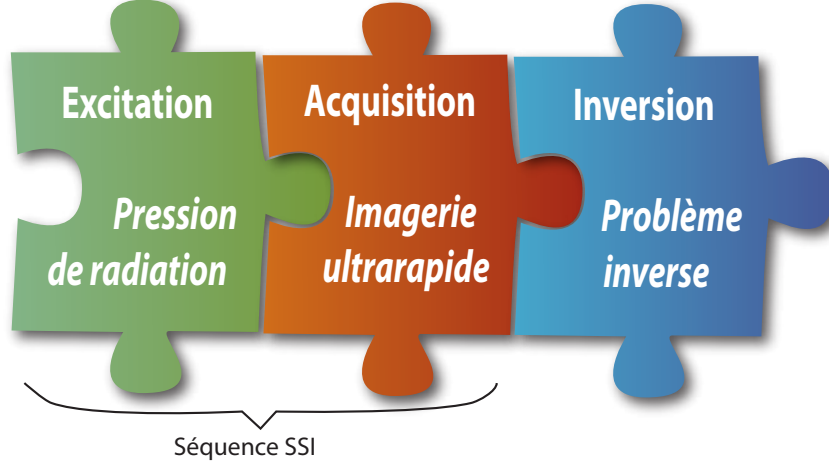 Excitation
Pression
de radiation
Acquisition
Imagerie
ultrarapide
Inversion
Problème
inverse
Séquence SSI